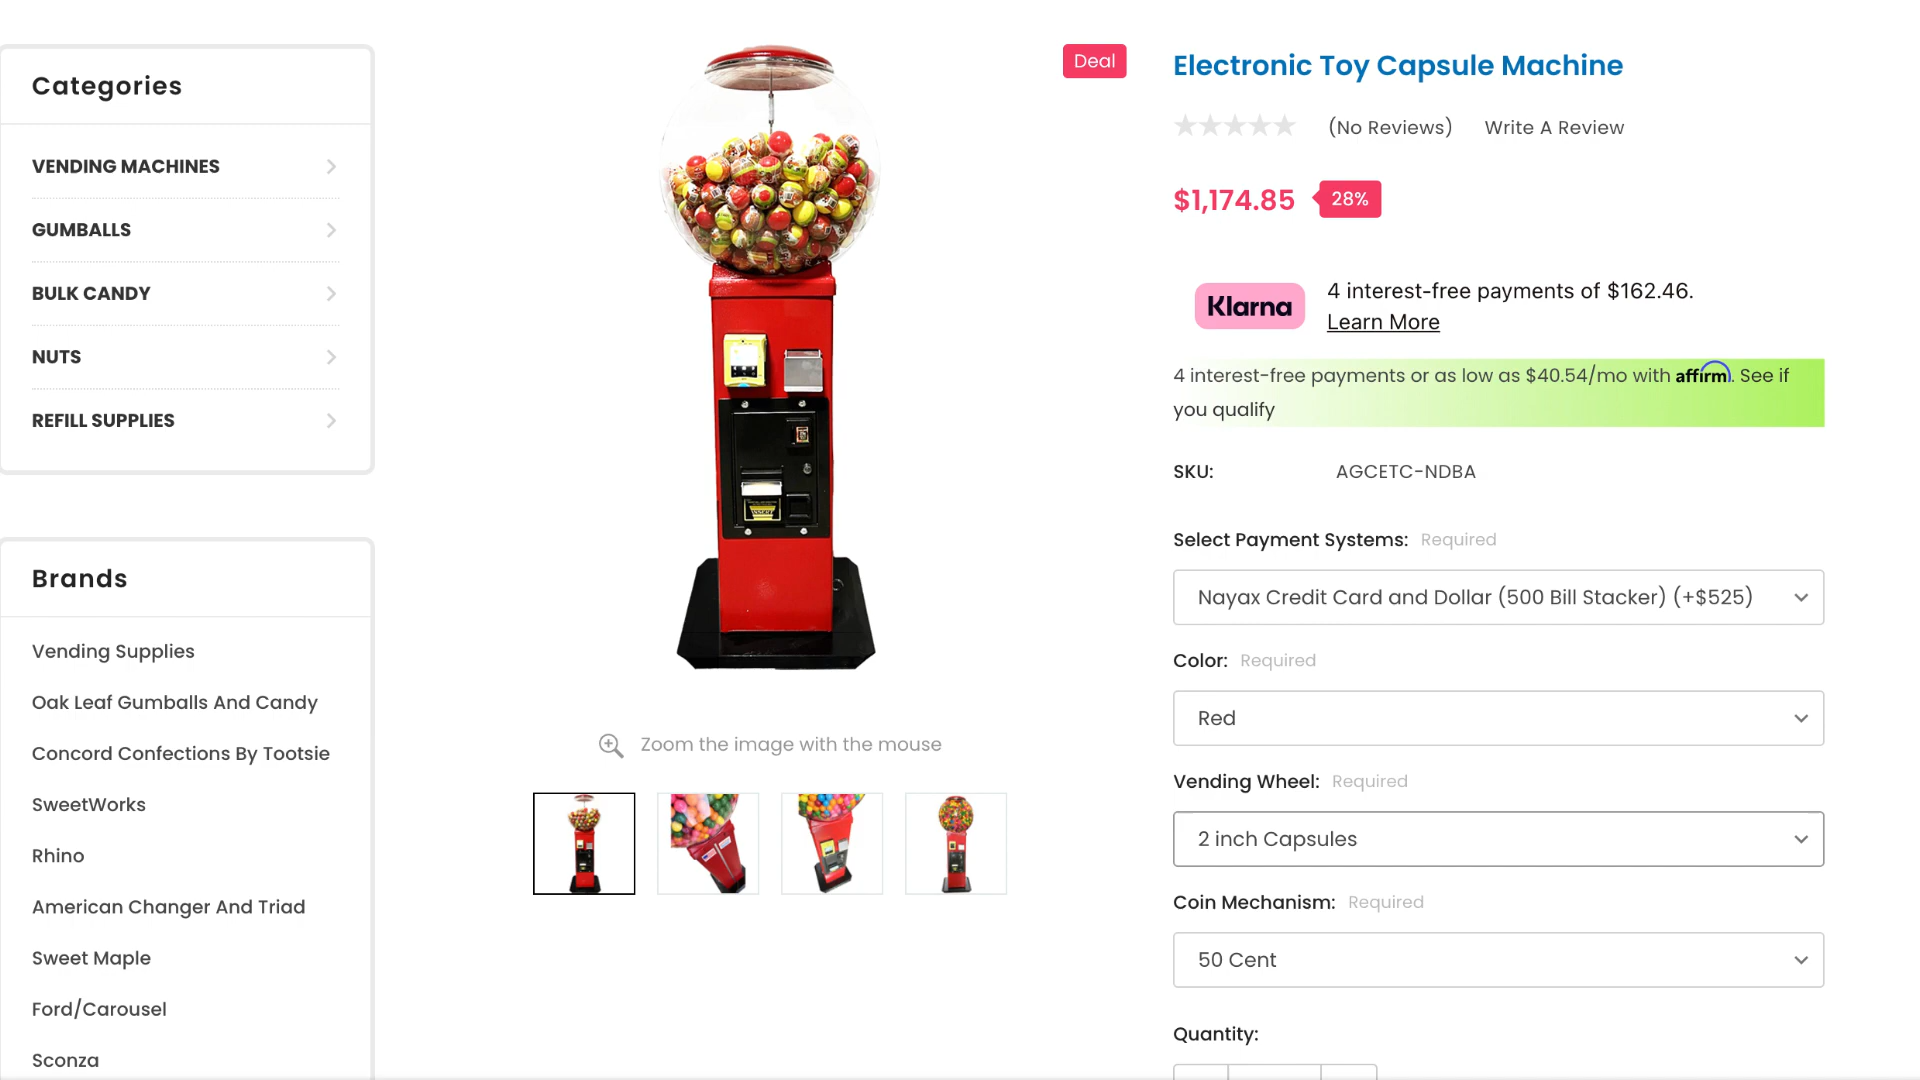 Categories
VENDING MACHINES
GUMBALLS
BULK CANDY
NUTS
REFILL SUPPLIES
Brands
Vending Supplies
Oak Leaf Gumballs And Candy
Concord Confections By Tootsie
SweetWorks
Rhino
American Changer And Triad
Sweet Maple
Ford/Carousel
Sconza
INSERT
Zoom the image with the mouse
Deal
Electronic Toy Capsule Machine
(No Reviews) Write A Review
$1,174.85 28%
Klarna
4 interest-free payments of $162.46.
Learn More
4 interest-free payments or as low as $40.54/mo with affirm. See if
you qualify
SKU: AGCETC-NDBA
Select Payment Systems: Required
Nayax Credit Card and Dollar (500 Bill Stacker) (+$525)
Color: Required
Red
Vending Wheel: Required
2 inch Capsules
Coin Mechanism: Required
50 Cent
Quantity: